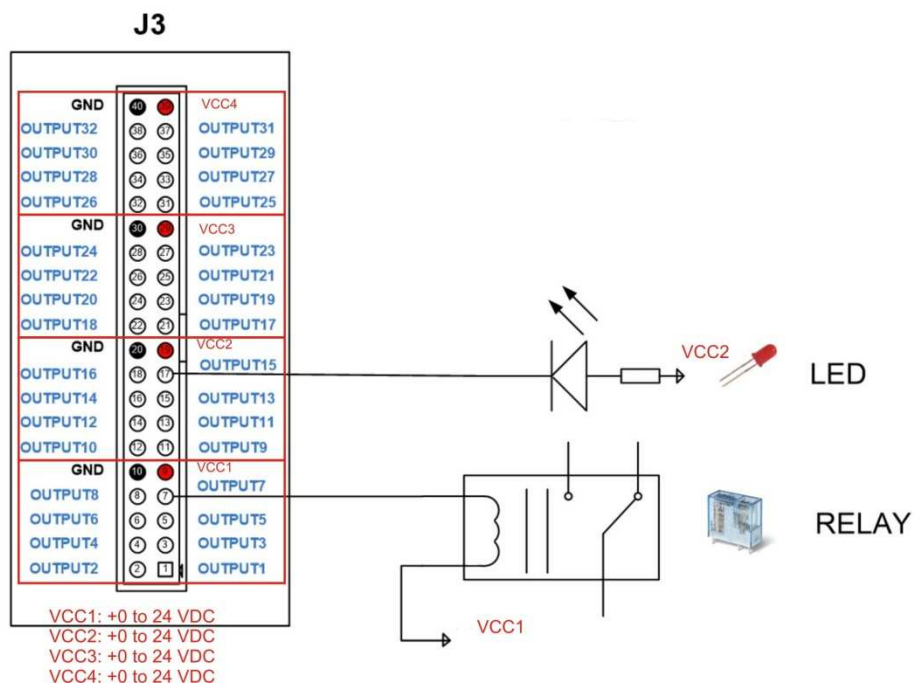 J3
GND 40 39 VCC4
OUTPUT32 38 37 OUTPUT31
OUTPUT30 36 35 OUTPUT29
OUTPUT28 34 33 OUTPUT27
OUTPUT26 32 31 OUTPUT25
GND 30 29 VCC3
OUTPUT24 28 27 OUTPUT23
OUTPUT22 26 25 OUTPUT21
OUTPUT20 24 23 OUTPUT19
OUTPUT18 22 21 OUTPUT17
GND 20 19 VCC2
OUTPUT16 18 17 OUTPUT15
OUTPUT14 16 15 OUTPUT13
OUTPUT12 14 13 OUTPUT11
OUTPUT10 12 11 OUTPUT9
GND 10 9 VCC1
OUTPUT8 8 7 OUTPUT7
OUTPUT6 6 5 OUTPUT5
OUTPUT4 4 3 OUTPUT3
OUTPUT2 2 1 OUTPUT1
VCC1: +0 to 24 VDC
VCC2: +0 to 24 VDC
VCC3: +0 to 24 VDC
VCC4: +0 to 24 VDC
VCC2
LED
RELAY
VCC1